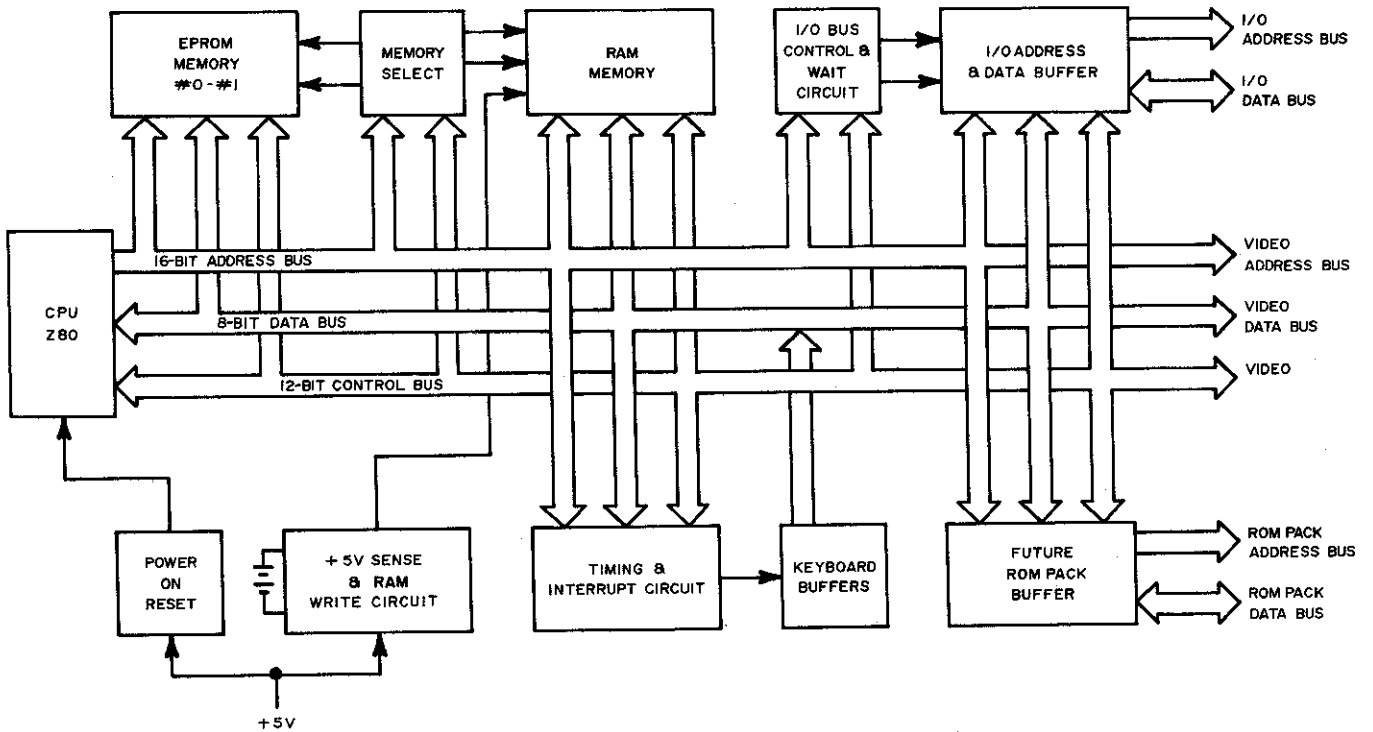 EPROM
MEMORY
#0-#1
MEMORY
SELECT
RAM
MEMORY
I/O BUS
CONTROL &
WAIT
CIRCUIT
I/O ADDRESS
& DATA BUFFER
I/O
ADDRESS BUS
I/O
DATA BUS
CPU
Z80
16-BIT ADDRESS BUS
8-BIT DATA BUS
12-BIT CONTROL BUS
VIDEO
ADDRESS BUS
VIDEO
DATA BUS
VIDEO
POWER
ON
RESET
+5V SENSE
& RAM
WRITE CIRCUIT
TIMING &
INTERRUPT CIRCUIT
KEYBOARD
BUFFERS
FUTURE
ROM PACK
BUFFER
ROM PACK
ADDRESS BUS
ROM PACK
DATA BUS
+5V